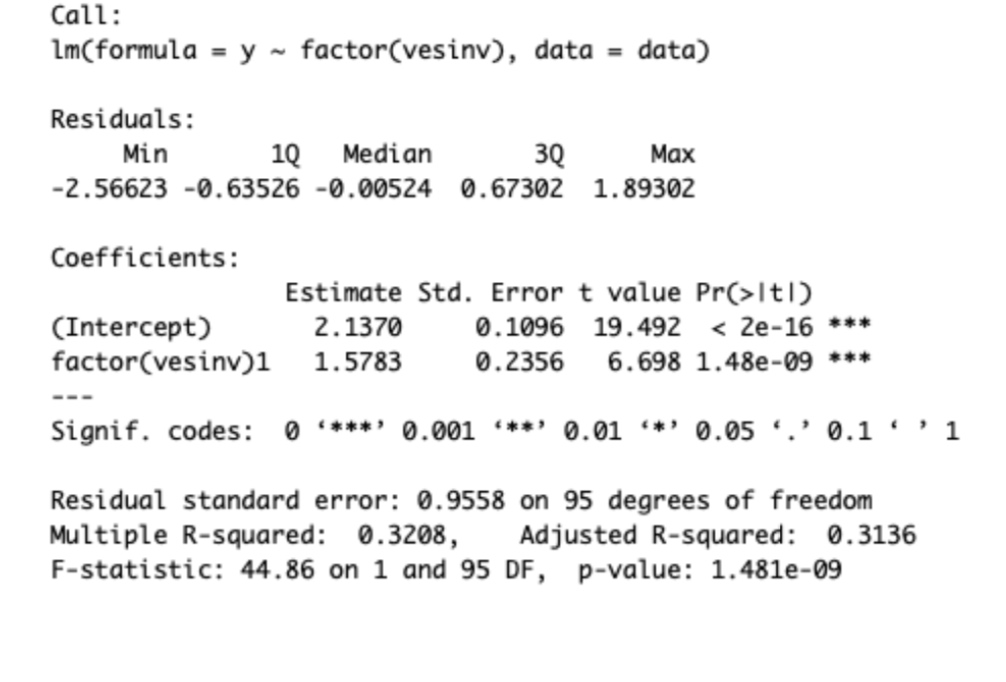 Call:
lm(formula = y ~ factor(vesinv), data = data)
Residuals:
Min 1Q Median 3Q Max
-2.56623 -0.63526 -0.00524 0.67302 1.89302
Coefficients:
Estimate Std. Error t value Pr(>|t|)
(Intercept) 2.1370 0.1096 19.492 < 2e-16 ***
factor(vesinv)1 1.5783 0.2356 6.698 1.48e-09 ***
---
Signif. codes: 0 ‘***’ 0.001 ‘**’ 0.01 ‘*’ 0.05 ‘.’ 0.1 ‘ ’ 1
Residual standard error: 0.9558 on 95 degrees of freedom
Multiple R-squared: 0.3208, Adjusted R-squared: 0.3136
F-statistic: 44.86 on 1 and 95 DF, p-value: 1.481e-09